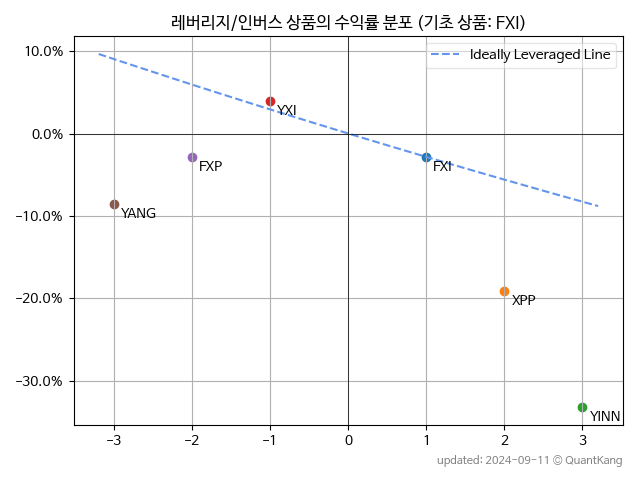 레버리지/인버스 상품의 수익률 분포 (기초 상품: FXI)
10.0%
0.0%
−10.0%
−20.0%
−30.0%
Ideally Leveraged Line
YXI
FXP
FXI
YANG
XPP
YINN
−3 −2 −1 0 1 2 3
updated: 2024-09-11 © QuantKang